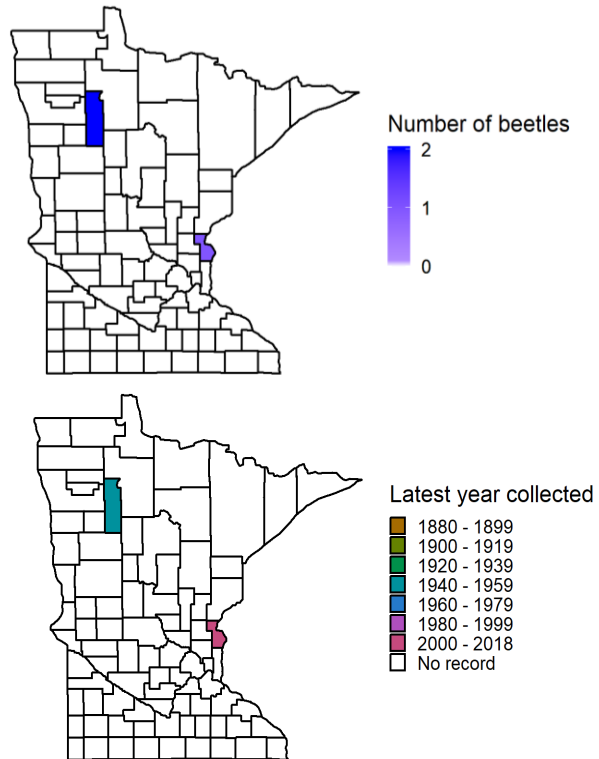 Number of beetles
2
1
0
Latest year collected
1880 - 1899
1900 - 1919
1920 - 1939
1940 - 1959
1960 - 1979
1980 - 1999
2000 - 2018
No record